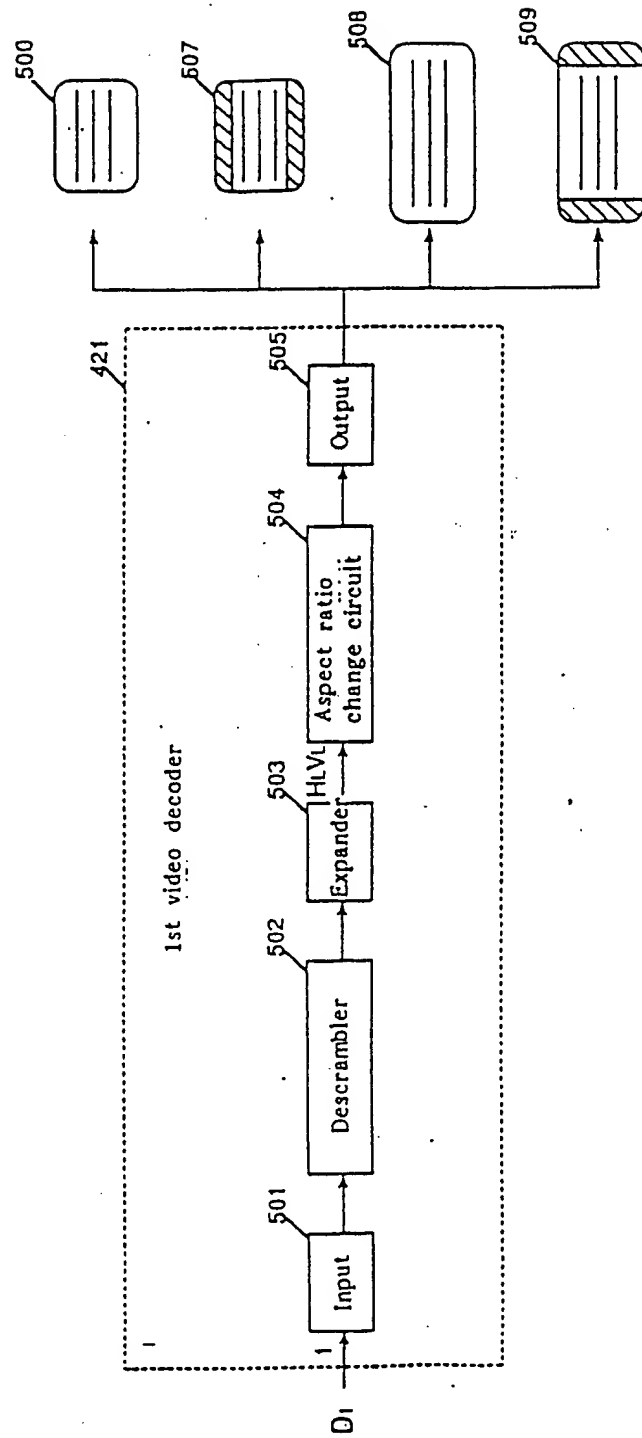 421
1st video decoder
D1
1
501
Input
502
Descrambler
503
Expander
HLVL
504
Aspect ratio
change circuit
505
Output
500
507
508
509